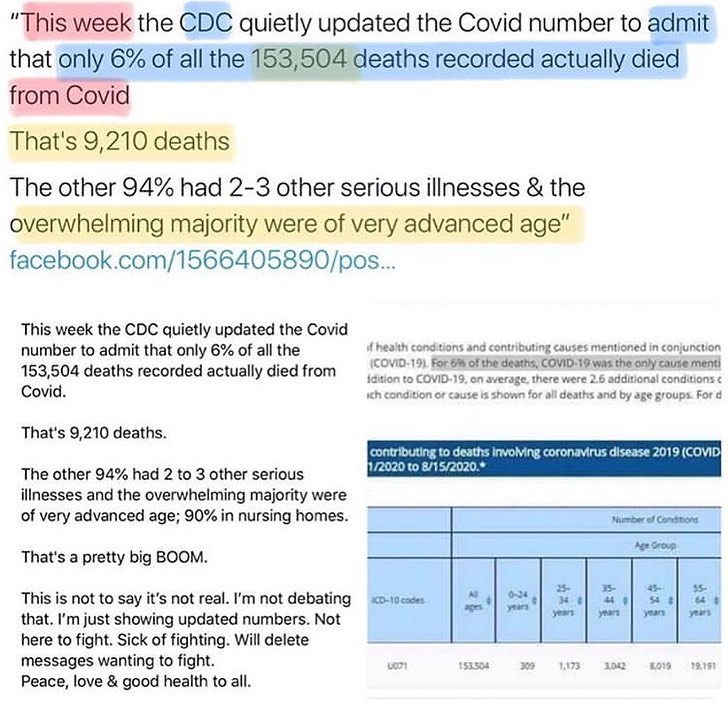 "This week the CDC quietly updated the Covid number to admit
that only 6% of all the 153,504 deaths recorded actually died
from Covid
That's 9,210 deaths
The other 94% had 2-3 other serious illnesses & the
overwhelming majority were of very advanced age"
facebook.com/1566405890/pos...
This week the CDC quietly updated the Covid
number to admit that only 6% of all the
153,504 deaths recorded actually died from
Covid.
That's 9,210 deaths.
The other 94% had 2 to 3 other serious
illnesses and the overwhelming majority were
of very advanced age; 90% in nursing homes.
That's a pretty big BOOM.
This is not to say it's not real. I'm not debating
that. I'm just showing updated numbers. Not
here to fight. Sick of fighting. Will delete
messages wanting to fight.
Peace, love & good health to all.
f health conditions and contributing causes mentioned in conjunction
(COVID-19). For 6% of the deaths, COVID-19 was the only cause menti
ddition to COVID-19, on average, there were 2.6 additional conditions c
ach condition or cause is shown for all deaths and by age groups. For d
contributing to deaths involving coronavirus disease 2019 (COVID-
1/2020 to 8/15/2020.*
Number of Conditions
Age Group
ICD-10 codes
All ages
0-24 years
25-34 years
35-44 years
45-54 years
55-64 years
U071 153,504 309 1,173 3,042 8,019 19,191